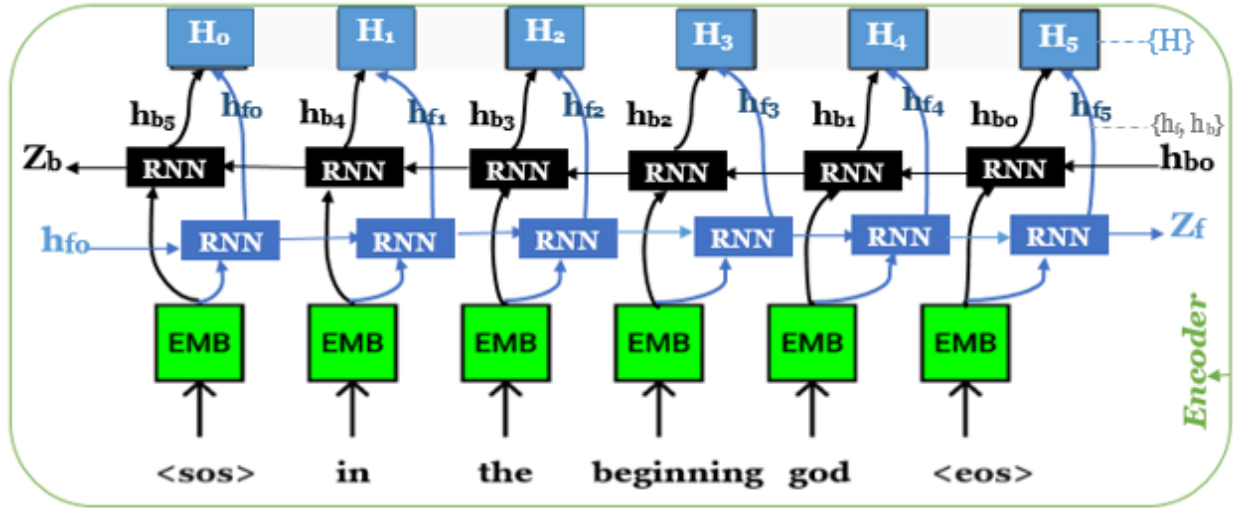 H₀ H₁ H₂ H₃ H₄ H₅ {H}
hb5 hf0 hb4 hf1 hb3 hf2 hb2 hf3 hb1 hf4 hb0 hf5 {hf, hb}
Zb RNN RNN RNN RNN RNN RNN hb0
hf0 RNN RNN RNN RNN RNN RNN Zf
EMB EMB EMB EMB EMB EMB
Encoder
<sos> in the beginning god <eos>